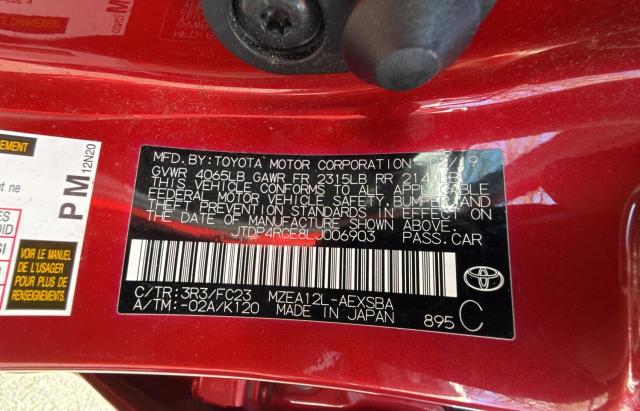 MFD. BY: TOYOTA MOTOR CORPORATION 12/19
GVWR 4065LB GAWR FR 2315LB RR 2140LB
THIS VEHICLE CONFORMS TO ALL APPLICABLE
FEDERAL MOTOR VEHICLE SAFETY, BUMPER, AND
THEFT PREVENTION STANDARDS IN EFFECT ON
THE DATE OF MANUFACTURE SHOWN ABOVE.
JTDP4RCE8LJ006903 PASS.CAR
C/TR:3R3/FC23 MZEA12L-AEXSBA
A/TM:-02A/K120 MADE IN JAPAN 895 C
TOYOTA
PM 12N20
VOIR LE MANUEL
DE L'USAGER
POUR PLUS DE
RENSEIGNEMENTS.